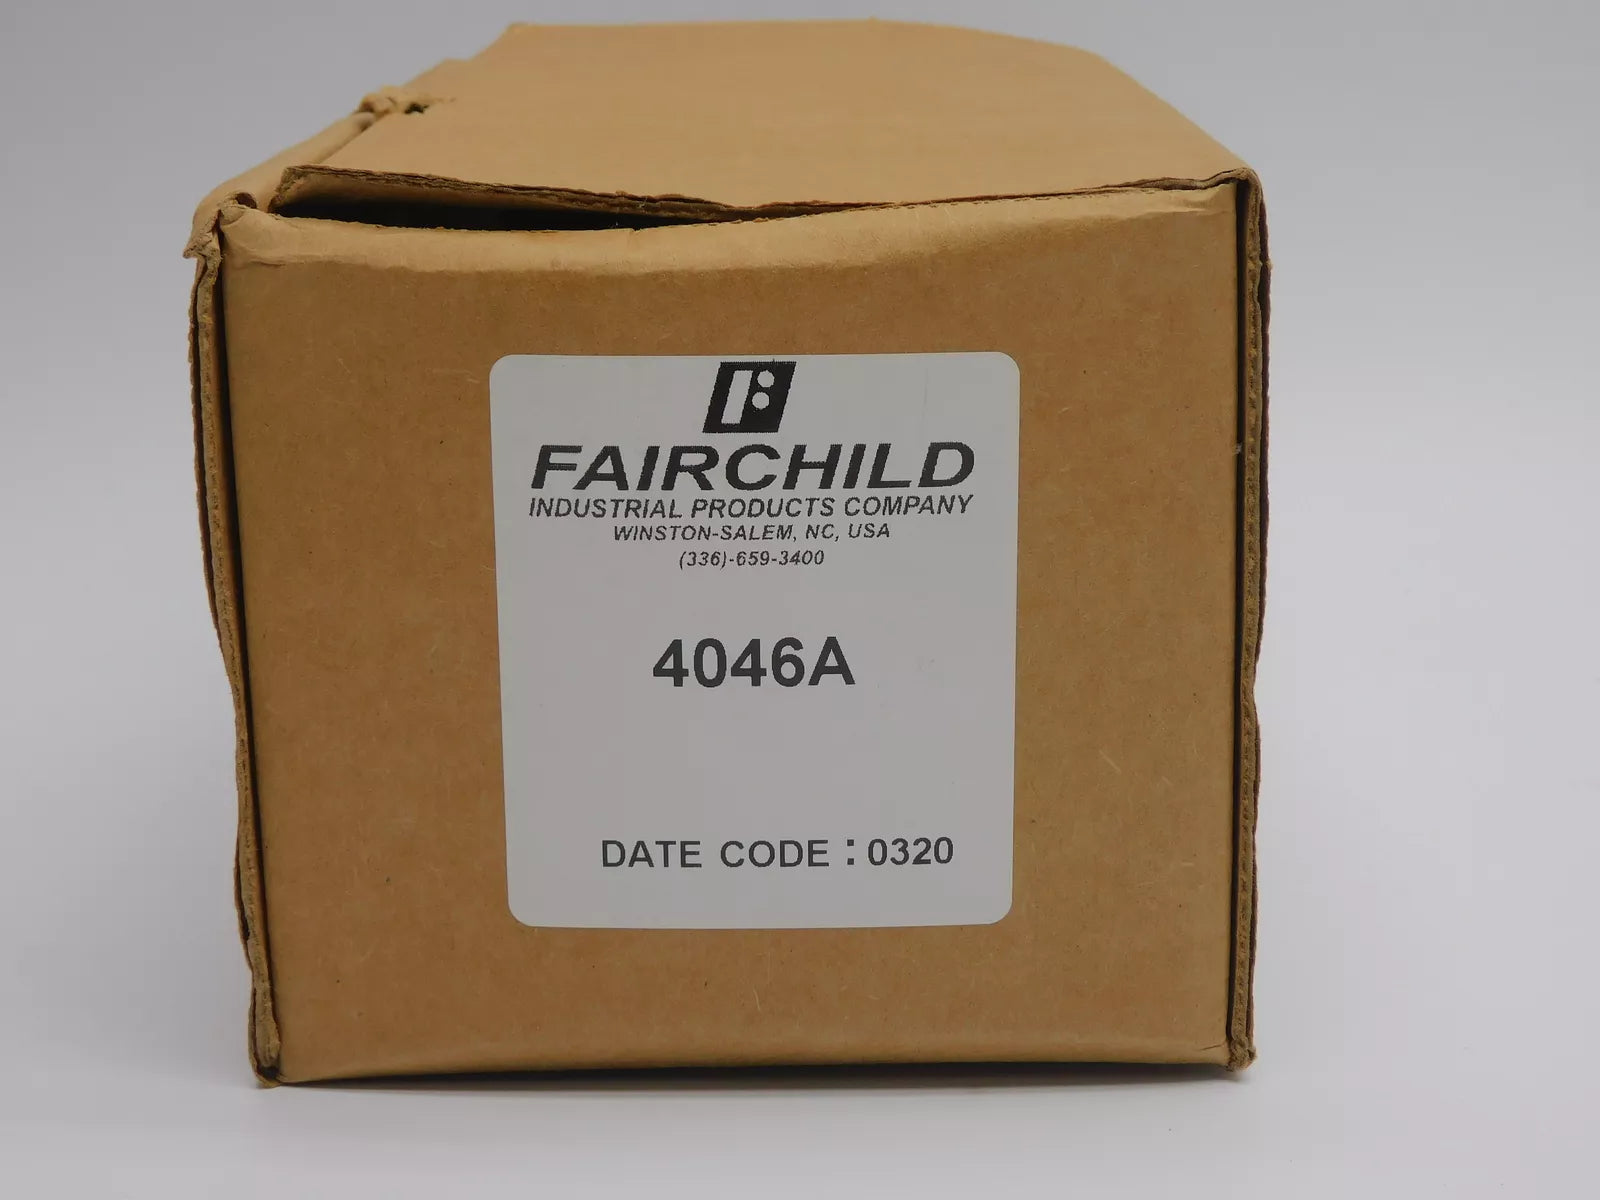 FAIRCHILD
INDUSTRIAL PRODUCTS COMPANY
WINSTON-SALEM, NC, USA
(336)-659-3400
4046A
DATE CODE : 0320